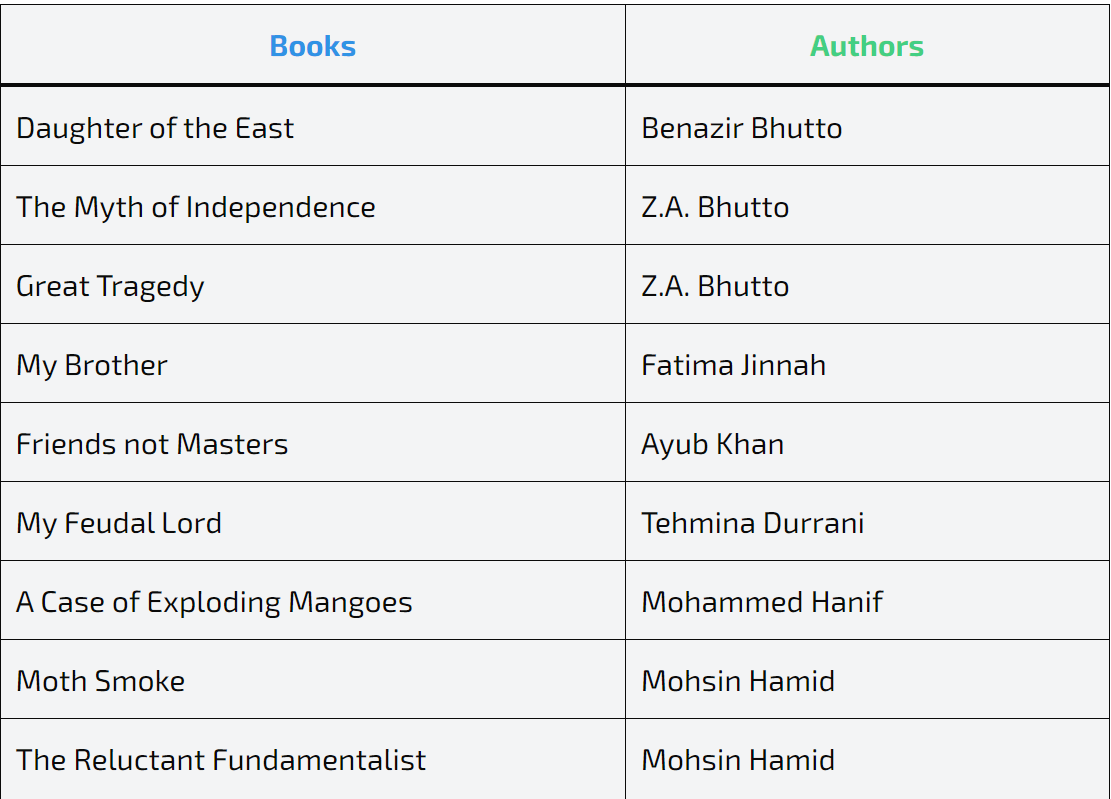 Books Authors
Daughter of the East Benazir Bhutto
The Myth of Independence Z.A. Bhutto
Great Tragedy Z.A. Bhutto
My Brother Fatima Jinnah
Friends not Masters Ayub Khan
My Feudal Lord Tehmina Durrani
A Case of Exploding Mangoes Mohammed Hanif
Moth Smoke Mohsin Hamid
The Reluctant Fundamentalist Mohsin Hamid